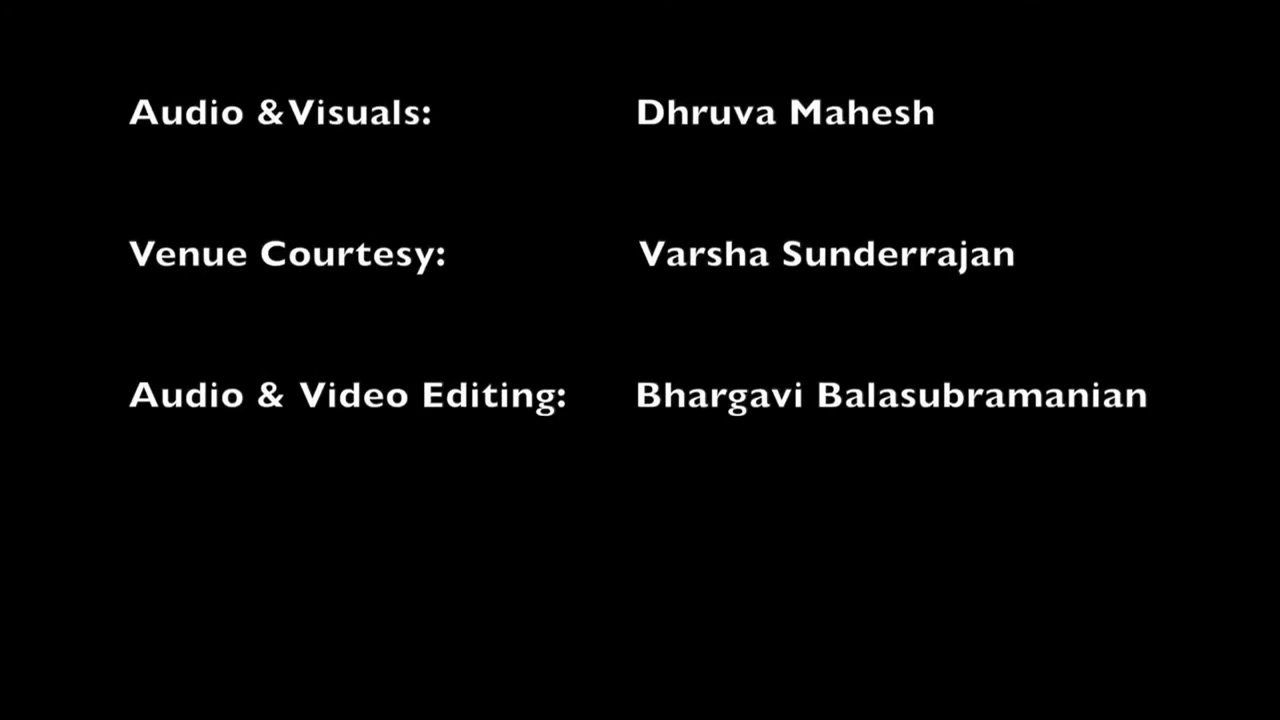 Audio &Visuals: Dhruva Mahesh
Venue Courtesy: Varsha Sunderrajan
Audio & Video Editing: Bhargavi Balasubramanian